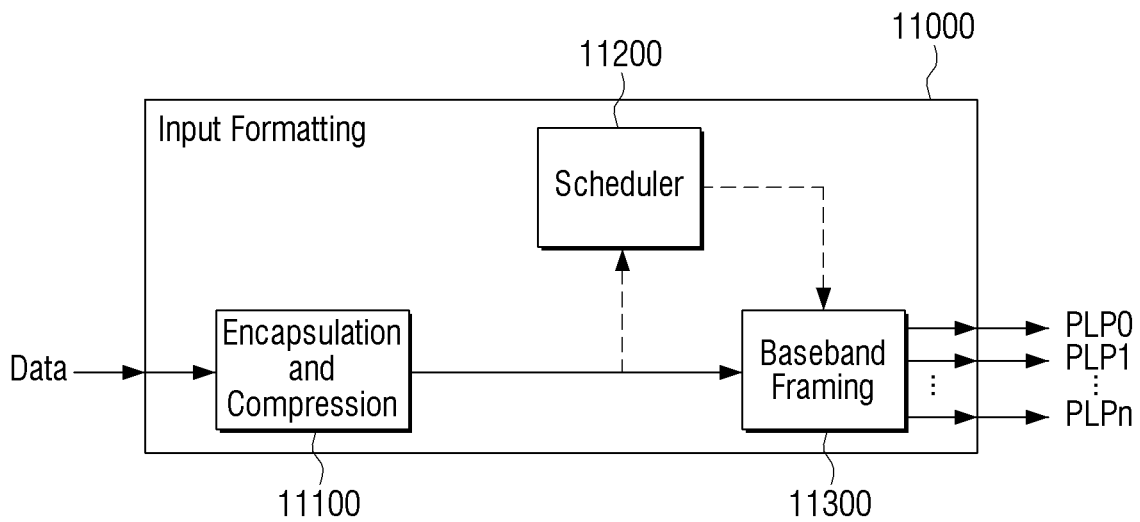 11000
11200
Input Formatting
Scheduler
Encapsulation
and
Compression
Data
Baseband
Framing
PLP0
PLP1
⋮
⋮
PLPn
11100
11300